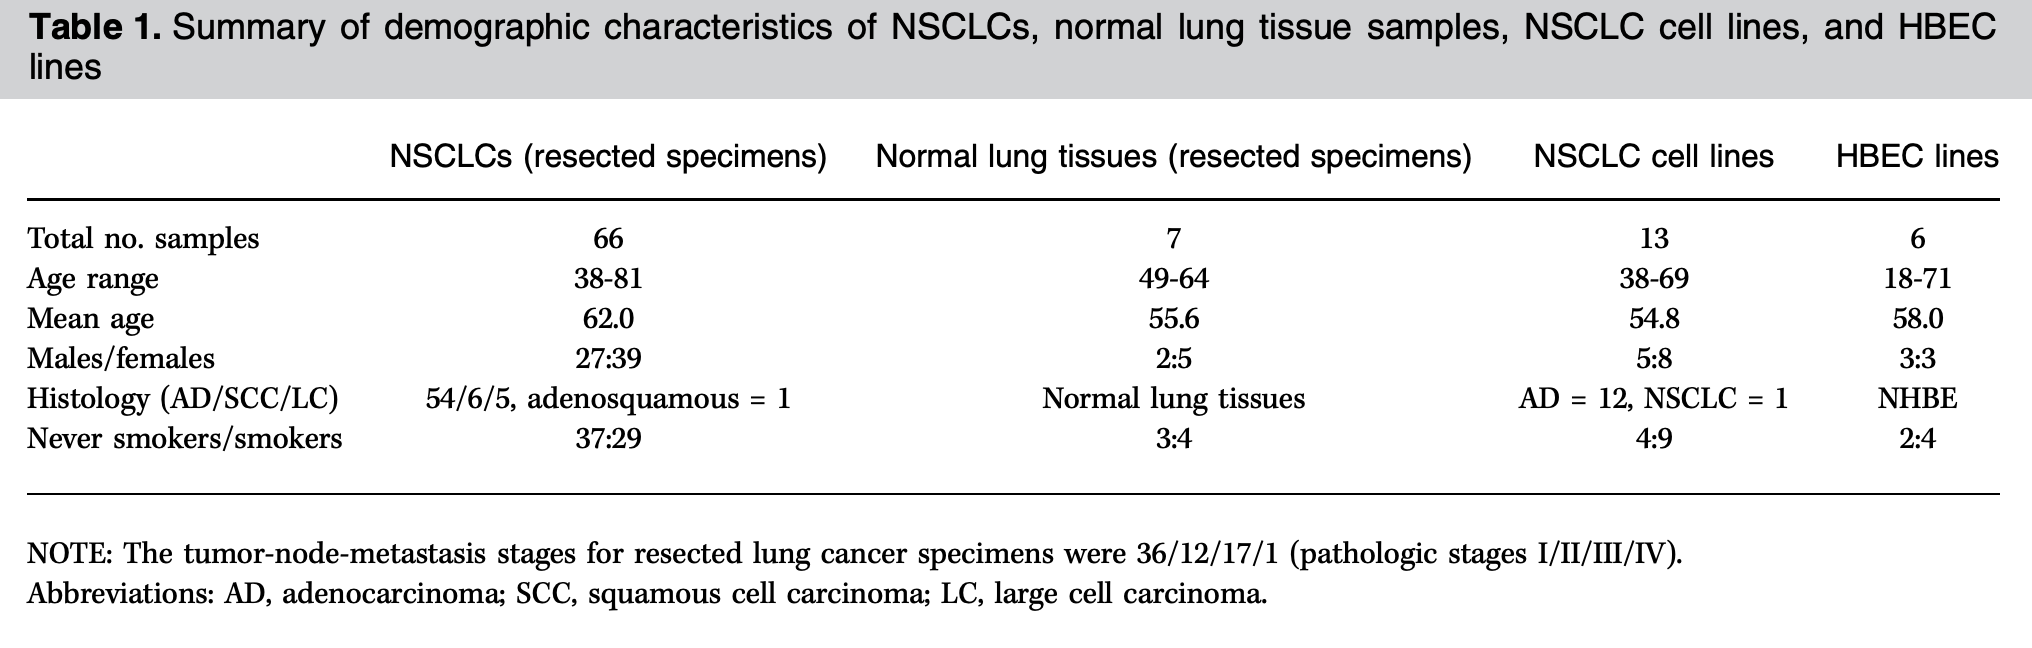 Table 1. Summary of demographic characteristics of NSCLCs, normal lung tissue samples, NSCLC cell lines, and HBEC
lines
NSCLCs (resected specimens) Normal lung tissues (resected specimens) NSCLC cell lines HBEC lines
Total no. samples 66 7 13 6
Age range 38-81 49-64 38-69 18-71
Mean age 62.0 55.6 54.8 58.0
Males/females 27:39 2:5 5:8 3:3
Histology (AD/SCC/LC) 54/6/5, adenosquamous = 1 Normal lung tissues AD = 12, NSCLC = 1 NHBE
Never smokers/smokers 37:29 3:4 4:9 2:4
NOTE: The tumor-node-metastasis stages for resected lung cancer specimens were 36/12/17/1 (pathologic stages I/II/III/IV).
Abbreviations: AD, adenocarcinoma; SCC, squamous cell carcinoma; LC, large cell carcinoma.